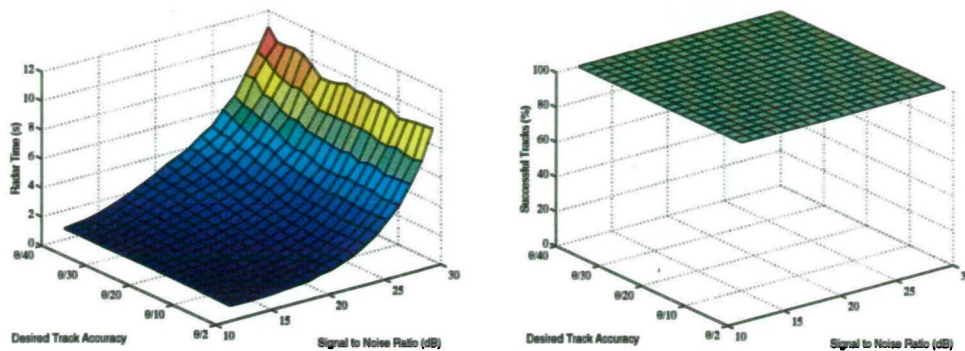 12
10
8
6
4
2
0
Radar Time (s)
θ/40
θ/30
θ/20
θ/10
θ/2
10
15
20
25
30
Desired Track Accuracy
Signal to Noise Ratio (dB)
100
80
60
40
20
0
Successful Tracks (%)
θ/40
θ/30
θ/20
θ/10
θ/2
10
15
20
25
Desired Track Accuracy
Signal to Noise Ratio (dB)